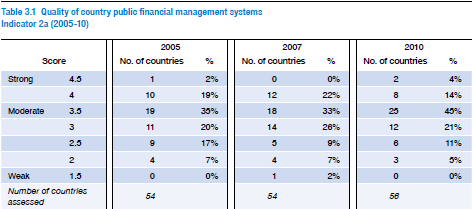 Table 3.1 Quality of country public financial management systems
Indicator 2a (2005-10)
2005 2007 2010
Score No. of countries % No. of countries % No. of countries %
Strong 4.5 1 2% 0 0% 2 4%
4 10 19% 12 22% 8 14%
Moderate 3.5 19 35% 18 33% 25 45%
3 11 20% 14 26% 12 21%
2.5 9 17% 5 9% 6 11%
2 4 7% 4 7% 3 5%
Weak 1.5 0 0% 1 2% 0 0%
Number of countries
assessed 54 54 56